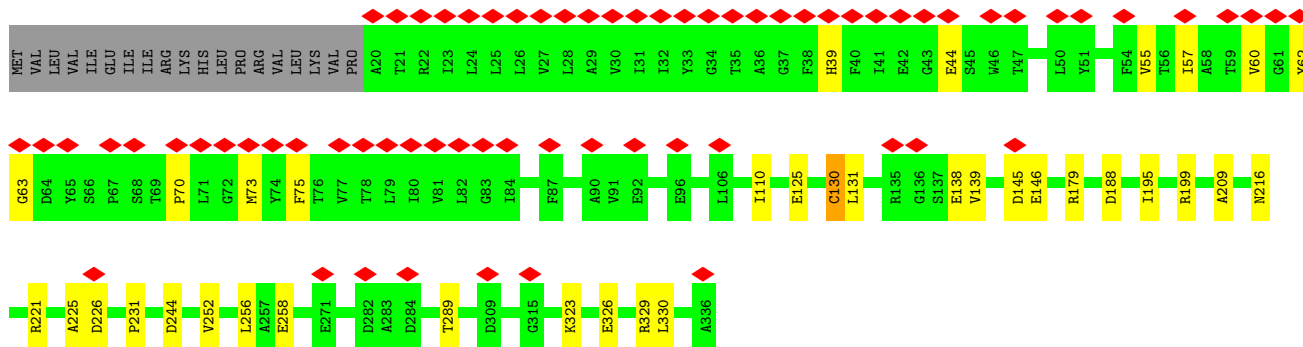 MET VAL LEU VAL ILE GLU ILE ILE ARG LYS HIS LEU PRO ARG VAL LEU LYS VAL PRO A20 T21 R22 I23 L24 L25 L26 V27 L28 A29 V30 I31 I32 Y33 G34 T35 A36 G37 F38 H39 F40 I41 E42 G43 E44 S45 W46 T47 L50 Y51 F54 V55 T56 I57 A58 T59 V60 G61 Y62
G63 D64 Y65 S66 P67 S68 T69 P70 L71 G72 M73 Y74 F75 T76 V77 T78 L79 I80 V81 L82 G83 I84 F87 A90 V91 E92 E96 L106 I110 E125 C130 L131 R135 G136 S137 E138 V139 D145 E146 R179 D188 I195 R199 A209 N216
R221 A225 D226 P231 D244 V252 L256 A257 E258 E271 D282 A283 D284 T289 D309 G315 K323 E326 R329 L330 A336